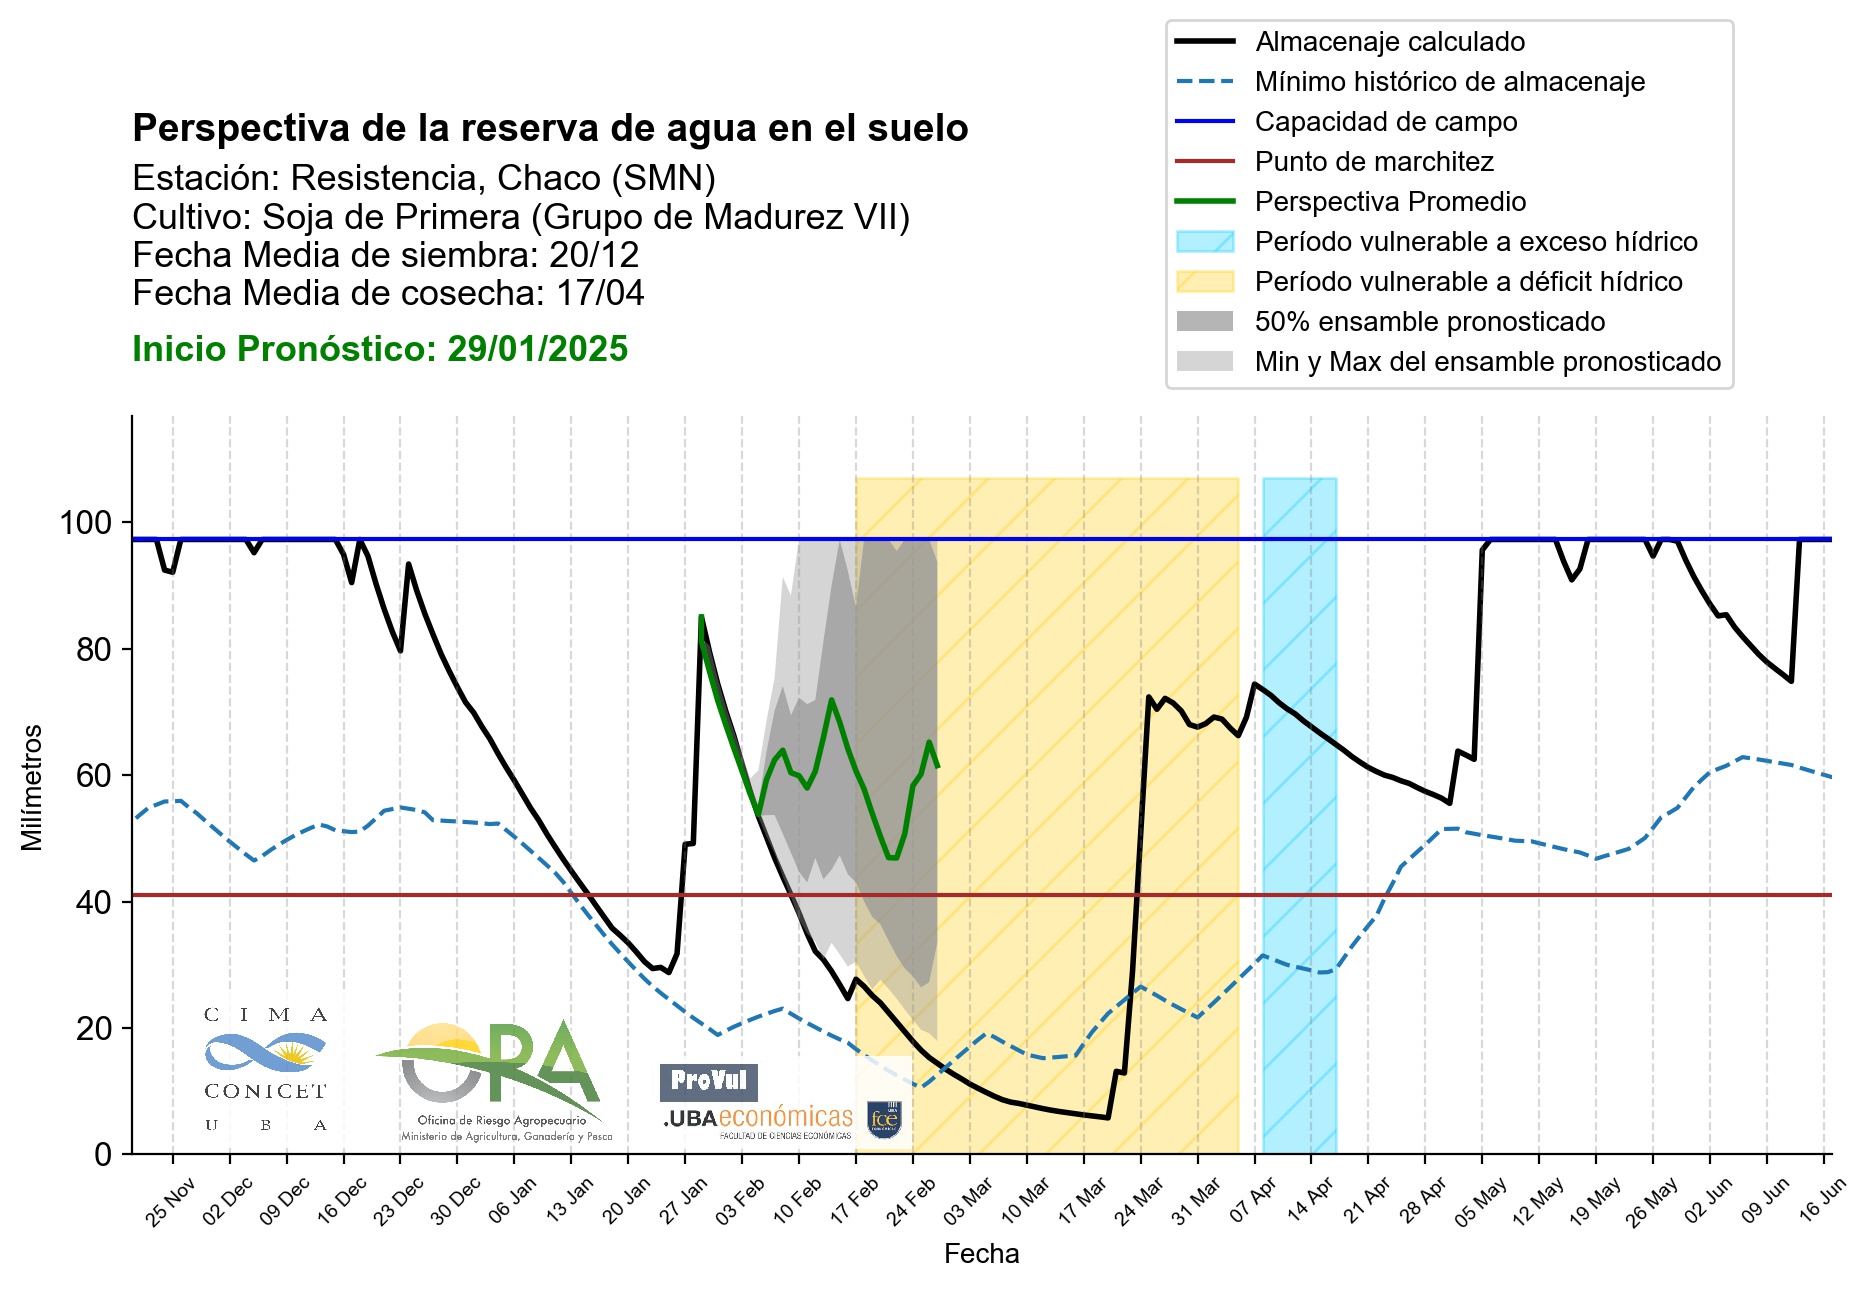 Almacenaje calculado
Mínimo histórico de almacenaje
Capacidad de campo
Punto de marchitez
Perspectiva Promedio
Período vulnerable a exceso hídrico
Período vulnerable a déficit hídrico
50% ensamble pronosticado
Min y Max del ensamble pronosticado
Perspectiva de la reserva de agua en el suelo
Estación: Resistencia, Chaco (SMN)
Cultivo: Soja de Primera (Grupo de Madurez VII)
Fecha Media de siembra: 20/12
Fecha Media de cosecha: 17/04
Inicio Pronóstico: 29/01/2025
Milímetros
100
80
60
40
20
0
CIMA
CONICET
UBA
ORA
Oficina de Riesgo Agropecuario
Ministerio de Agricultura, Ganadería y Pesca
ProVul
.UBAeconómicas
FACULTAD DE CIENCIAS ECONÓMICAS
fce
25 Nov
02 Dec
09 Dec
16 Dec
23 Dec
30 Dec
06 Jan
13 Jan
20 Jan
27 Jan
03 Feb
10 Feb
17 Feb
24 Feb
03 Mar
10 Mar
17 Mar
24 Mar
31 Mar
07 Apr
14 Apr
21 Apr
28 Apr
05 May
12 May
19 May
26 May
02 Jun
09 Jun
16 Jun
Fecha